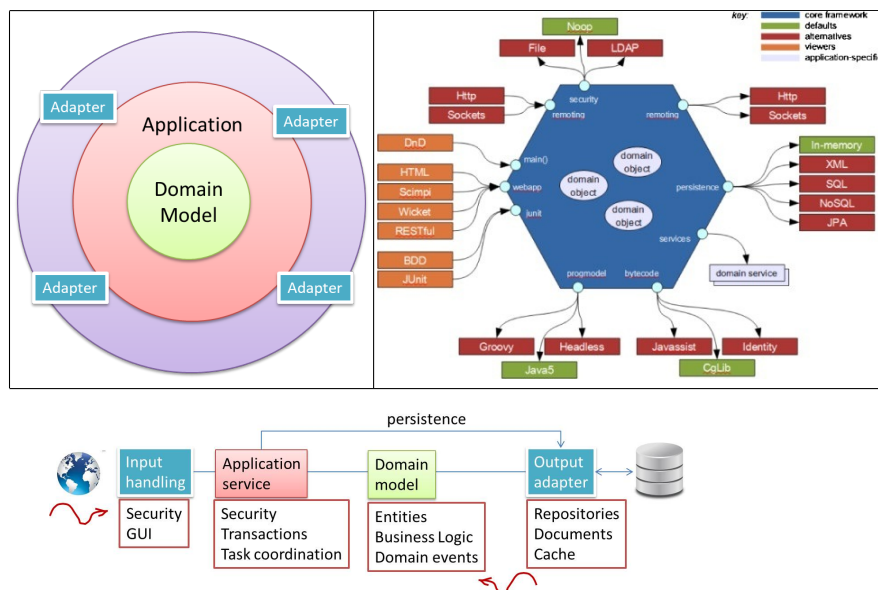 Adapter
Adapter
Application
Domain
Model
Adapter
Adapter
key:
core framework
defaults
alternatives
viewers
application-specifi
Noop
File
LDAP
security
Http
Sockets
remoting
remoting
Http
Sockets
DnD
main()
HTML
Scimpi
Wicket
RESTful
webapp
BDD
JUnit
junit
domain
object
domain
object
domain
object
persistence
In-memory
XML
SQL
NoSQL
JPA
services
domain service
progmodel
bytecode
Groovy
Headless
Java5
Javassist
Identity
CgLib
persistence
Input
handling
Application
service
Domain
model
Output
adapter
Security
GUI
Security
Transactions
Task coordination
Entities
Business Logic
Domain events
Repositories
Documents
Cache